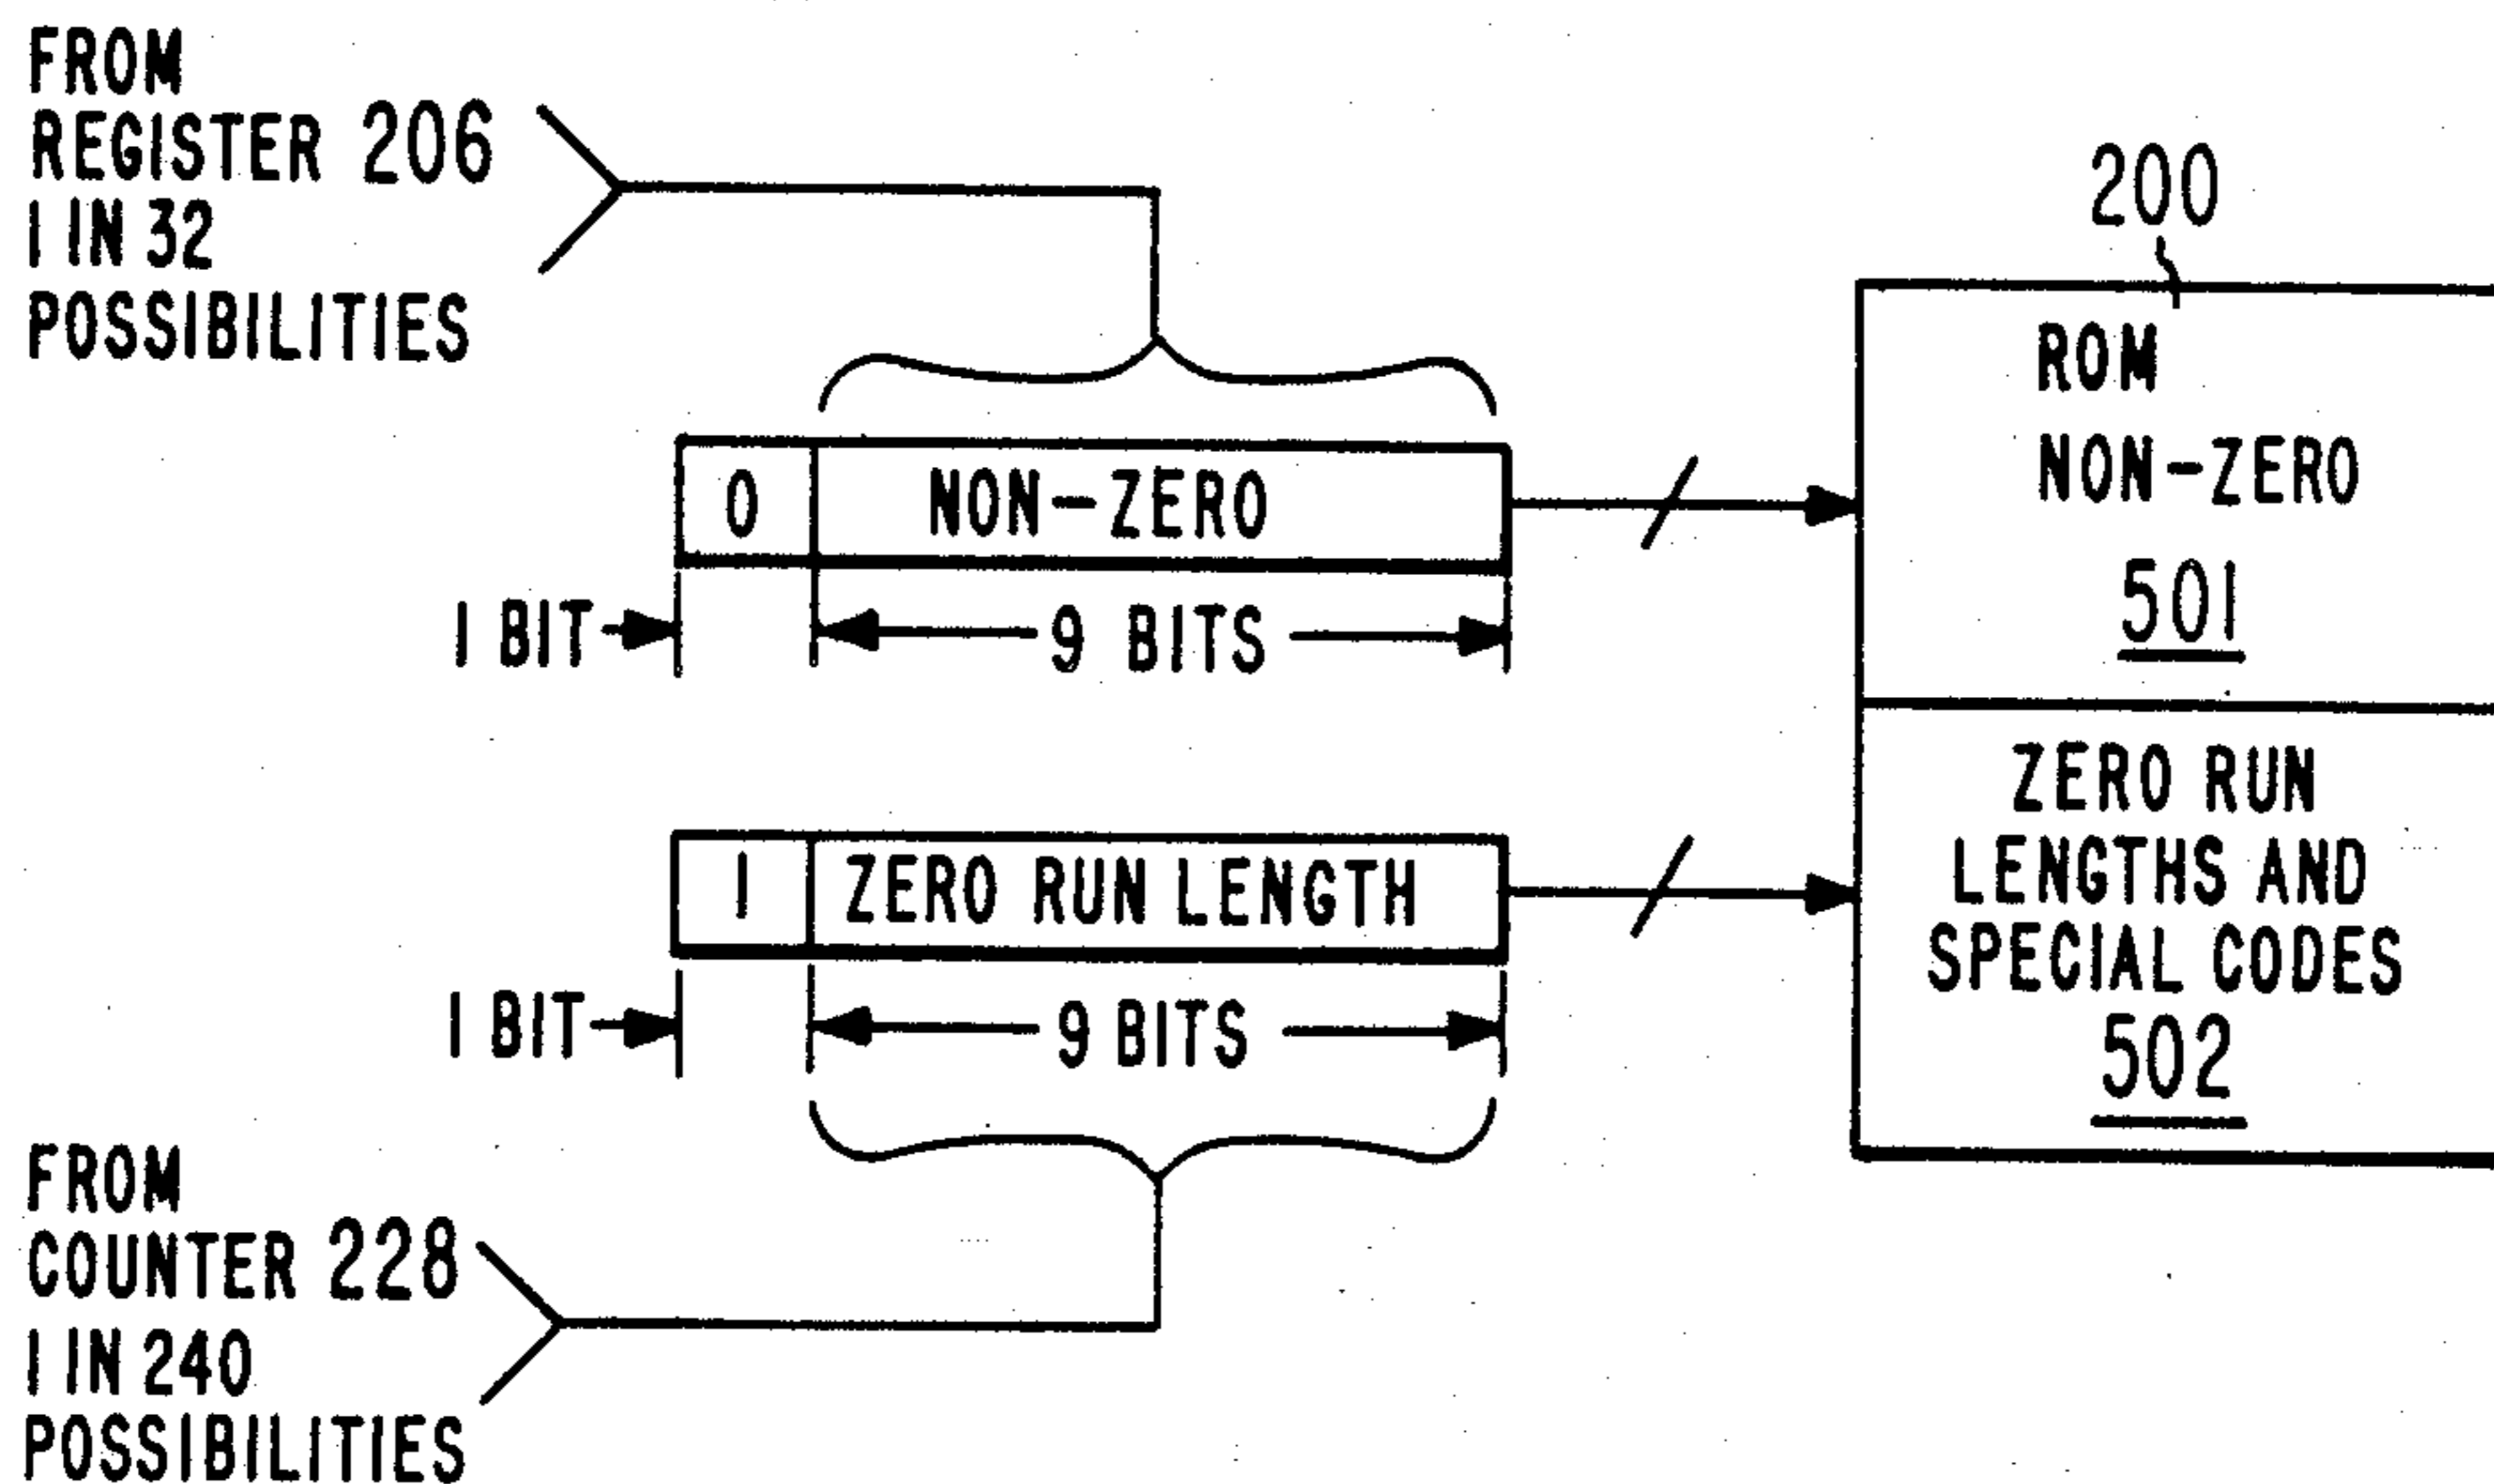 FROM
REGISTER 206
1 IN 32
POSSIBILITIES
200
ROM
NON-ZERO
501
0 NON-ZERO
1 BIT 9 BITS
ZERO RUN
LENGTHS AND
SPECIAL CODES
502
1 ZERO RUN LENGTH
1 BIT 9 BITS
FROM
COUNTER 228
1 IN 240
POSSIBILITIES